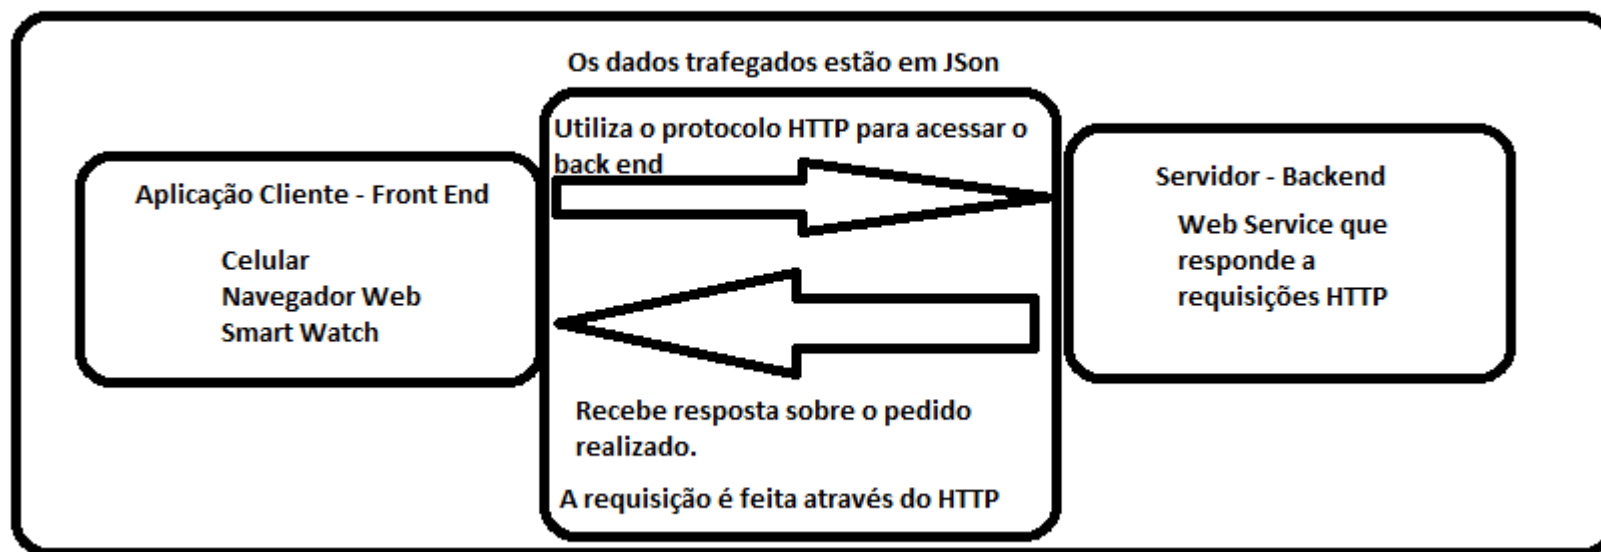 Os dados trafegados estão em JSon
Utiliza o protocolo HTTP para acessar o
back end
Aplicação Cliente - Front End
Celular
Navegador Web
Smart Watch
Servidor - Backend
Web Service que
responde a
requisições HTTP
Recebe resposta sobre o pedido
realizado.
A requisição é feita através do HTTP